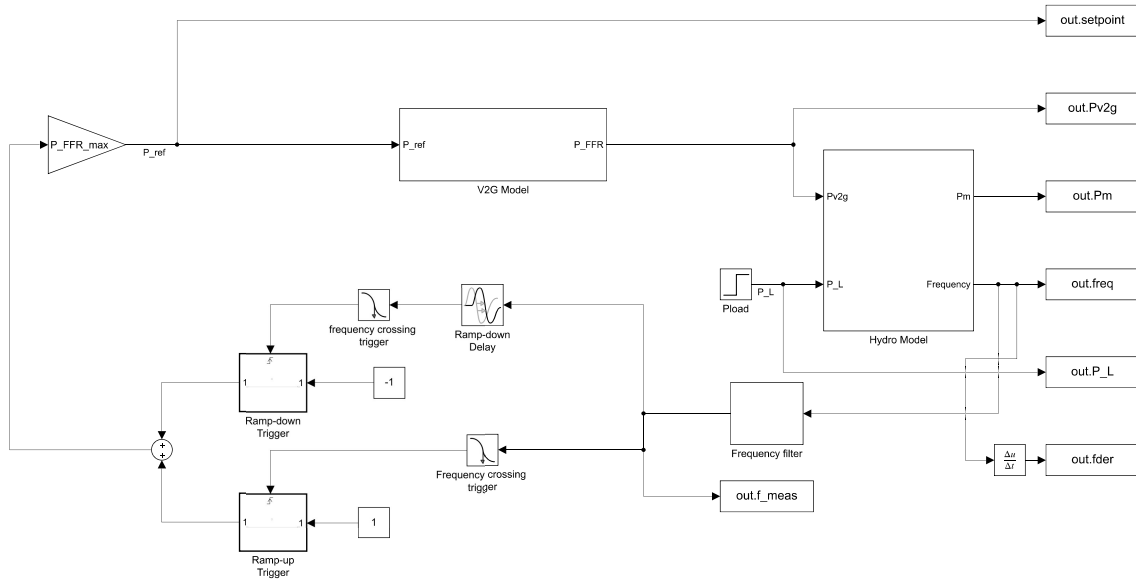 out.setpoint
out.Pv2g
P_FFR_max
P_ref
P_ref
P_FFR
V2G Model
Pv2g
Pm
out.Pm
P_L
Frequency
out.freq
P_L
Pload
Hydro Model
frequency crossing
trigger
Ramp-down
Delay
out.P_L
1
1
-1
Ramp-down
Trigger
Frequency filter
Frequency crossing
trigger
Δu
Δt
out.fder
out.f_meas
1
1
1
Ramp-up
Trigger
+
+